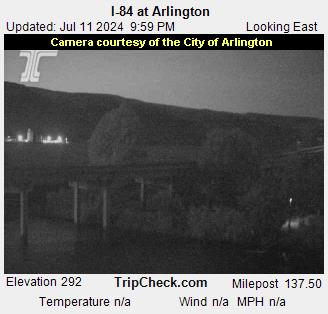 I-84 at Arlington
Updated: Jul 11 2024 9:59 PM Looking East
Camera courtesy of the City of Arlington
Elevation 292 TripCheck.com Milepost 137.50
Temperature n/a Wind n/a MPH n/a